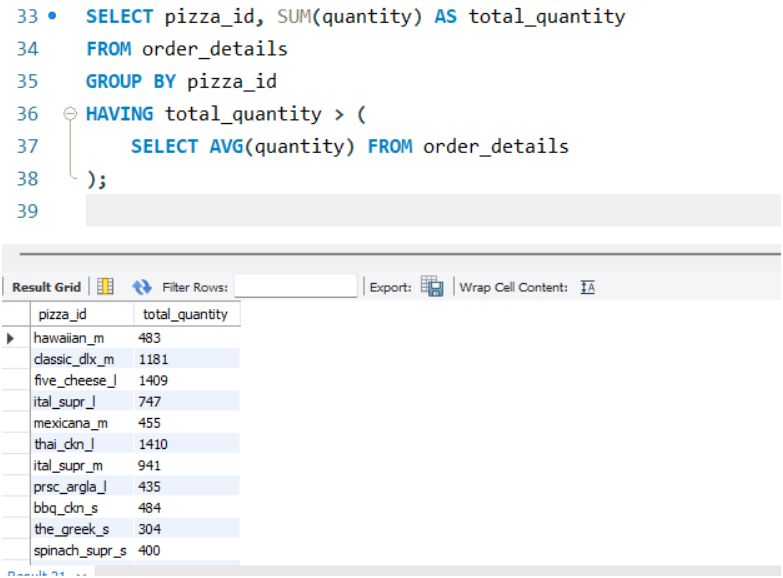 33 SELECT pizza_id, SUM(quantity) AS total_quantity
34 FROM order_details
35 GROUP BY pizza_id
36 HAVING total_quantity > (
37 SELECT AVG(quantity) FROM order_details
38 );
39
Result Grid Filter Rows: Export: Wrap Cell Content: IA
pizza_id total_quantity
hawaiian_m 483
classic_dlx_m 1181
five_cheese_l 1409
ital_supr_l 747
mexicana_m 455
thai_ckn_l 1410
ital_supr_m 941
prsc_argla_l 435
bbq_ckn_s 484
the_greek_s 304
spinach_supr_s 400
Result 21